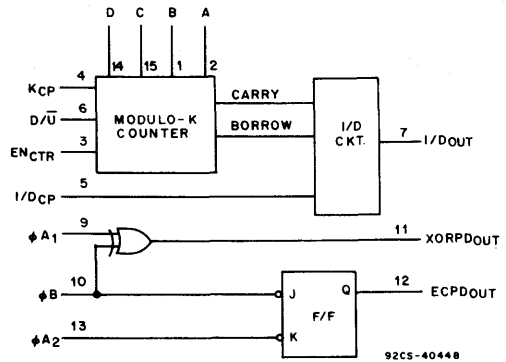 D C B A
14 15 1 2
KCP 4
MODULO-K
COUNTER
D/U̅ 6
ENCTR 3
CARRY
BORROW
I/D
CKT.
7 I/DOUT
I/DCP 5
φA1 9
11 XORPDOUT
φB 10
J Q
F/F
K
12 ECPDOUT
φA2 13
92CS-40448